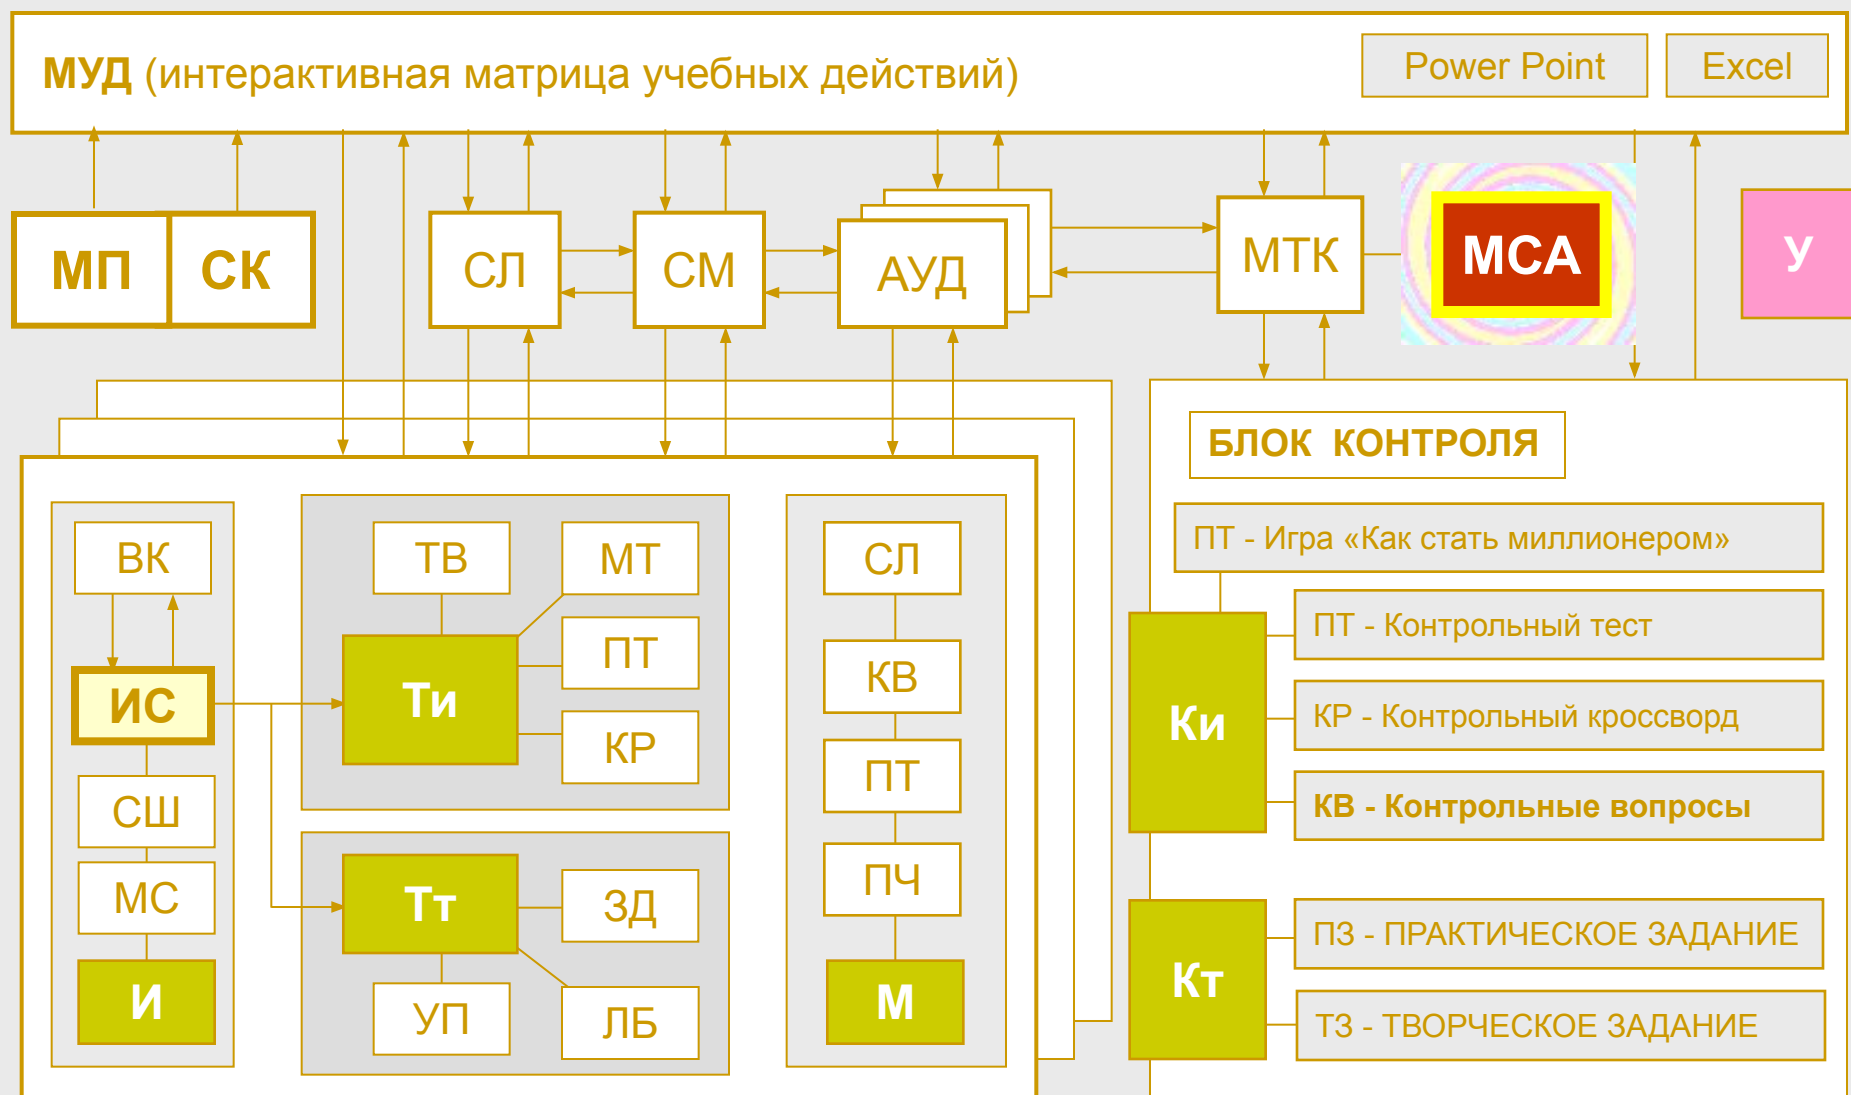 МУД (интерактивная матрица учебных действий)
Power Point
Excel
МП
СК
СЛ
СМ
АУД
МТК
МСА
У
БЛОК КОНТРОЛЯ
ВК
ИС
СШ
МС
И
ТВ
МТ
Ти
ПТ
КР
Тт
ЗД
УП
ЛБ
СЛ
КВ
ПТ
ПЧ
М
ПТ - Игра «Как стать миллионером»
Ки
ПТ - Контрольный тест
КР - Контрольный кроссворд
КВ - Контрольные вопросы
Кт
ПЗ - ПРАКТИЧЕСКОЕ ЗАДАНИЕ
ТЗ - ТВОРЧЕСКОЕ ЗАДАНИЕ